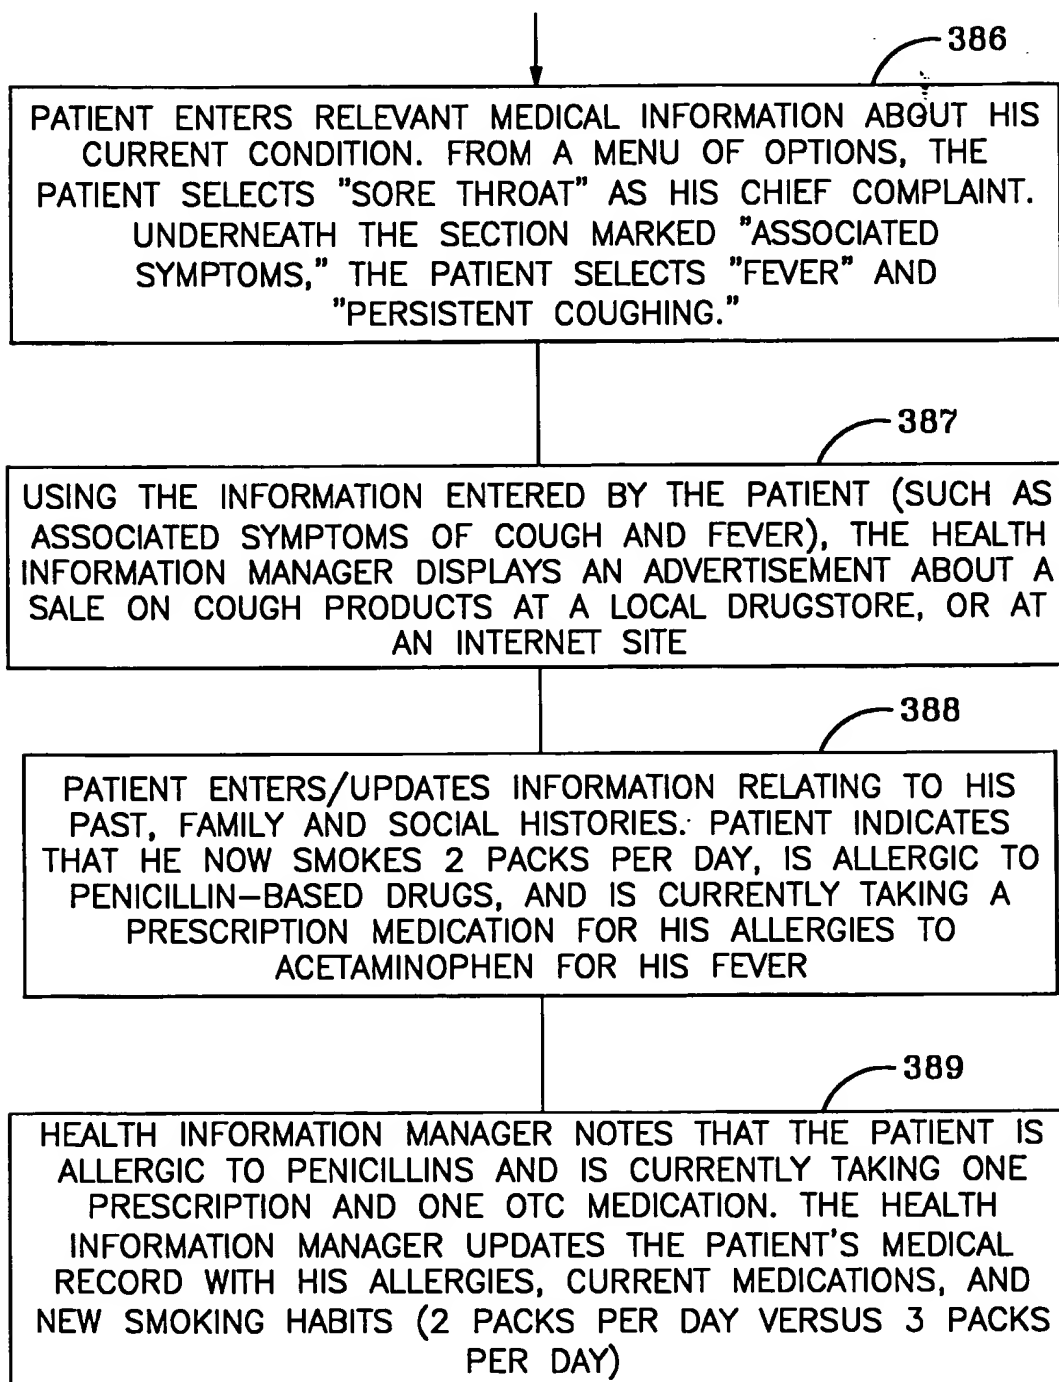 386
PATIENT ENTERS RELEVANT MEDICAL INFORMATION ABOUT HIS
CURRENT CONDITION. FROM A MENU OF OPTIONS, THE
PATIENT SELECTS "SORE THROAT" AS HIS CHIEF COMPLAINT.
UNDERNEATH THE SECTION MARKED "ASSOCIATED
SYMPTOMS," THE PATIENT SELECTS "FEVER" AND
"PERSISTENT COUGHING."
387
USING THE INFORMATION ENTERED BY THE PATIENT (SUCH AS
ASSOCIATED SYMPTOMS OF COUGH AND FEVER), THE HEALTH
INFORMATION MANAGER DISPLAYS AN ADVERTISEMENT ABOUT A
SALE ON COUGH PRODUCTS AT A LOCAL DRUGSTORE, OR AT
AN INTERNET SITE
388
PATIENT ENTERS/UPDATES INFORMATION RELATING TO HIS
PAST, FAMILY AND SOCIAL HISTORIES. PATIENT INDICATES
THAT HE NOW SMOKES 2 PACKS PER DAY, IS ALLERGIC TO
PENICILLIN-BASED DRUGS, AND IS CURRENTLY TAKING A
PRESCRIPTION MEDICATION FOR HIS ALLERGIES TO
ACETAMINOPHEN FOR HIS FEVER
389
HEALTH INFORMATION MANAGER NOTES THAT THE PATIENT IS
ALLERGIC TO PENICILLINS AND IS CURRENTLY TAKING ONE
PRESCRIPTION AND ONE OTC MEDICATION. THE HEALTH
INFORMATION MANAGER UPDATES THE PATIENT'S MEDICAL
RECORD WITH HIS ALLERGIES, CURRENT MEDICATIONS, AND
NEW SMOKING HABITS (2 PACKS PER DAY VERSUS 3 PACKS
PER DAY)